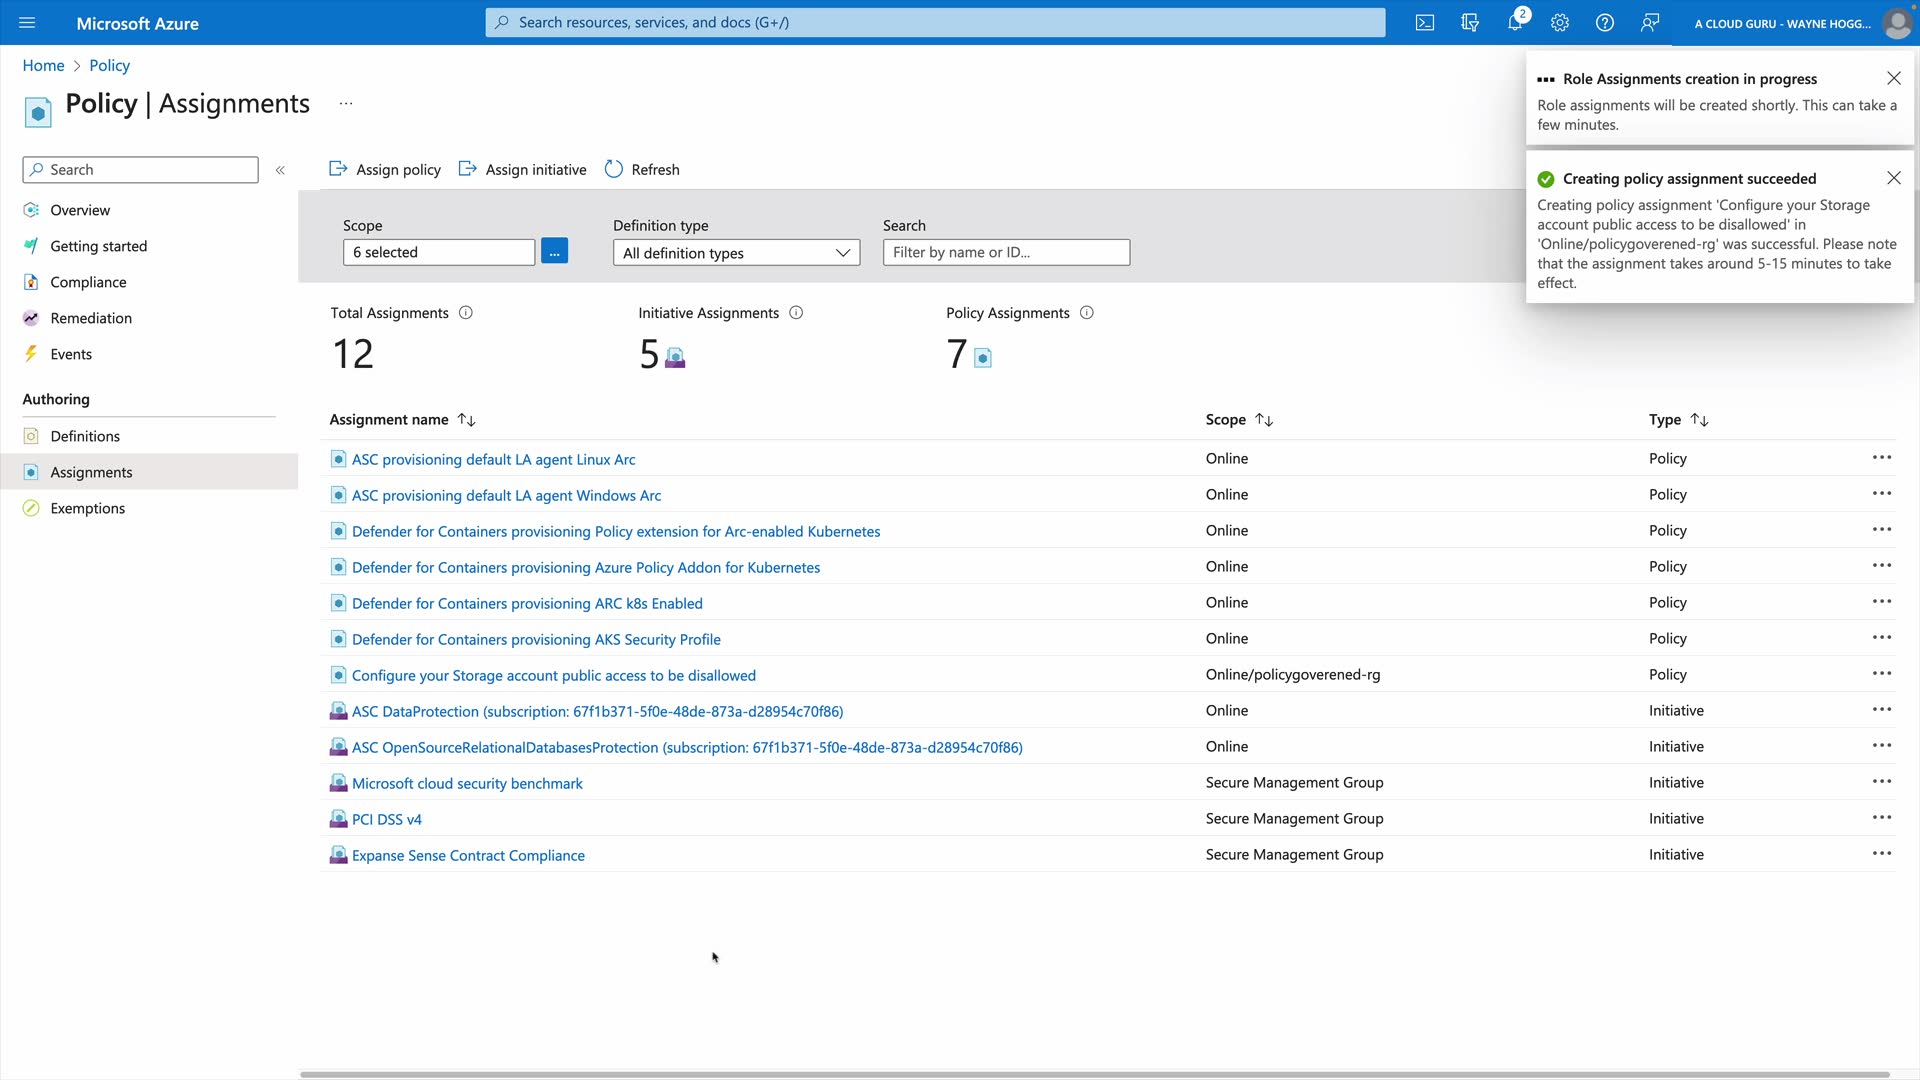 Microsoft Azure
Search resources, services, and docs (G+/)
2
A CLOUD GURU - WAYNE HOGG...
Home > Policy
Policy | Assignments ...
Role Assignments creation in progress
Role assignments will be created shortly. This can take a
few minutes.
Creating policy assignment succeeded
Creating policy assignment 'Configure your Storage
account public access to be disallowed' in
'Online/policygoverened-rg' was successful. Please note
that the assignment takes around 5-15 minutes to take
effect.
Search
«
Overview
Getting started
Compliance
Remediation
Events
Authoring
Definitions
Assignments
Exemptions
Assign policy
Assign initiative
Refresh
Scope
6 selected
...
Definition type
All definition types
Search
Filter by name or ID...
Total Assignments
12
Initiative Assignments
5
Policy Assignments
7
Assignment name Scope Type
ASC provisioning default LA agent Linux Arc Online Policy
ASC provisioning default LA agent Windows Arc Online Policy
Defender for Containers provisioning Policy extension for Arc-enabled Kubernetes Online Policy
Defender for Containers provisioning Azure Policy Addon for Kubernetes Online Policy
Defender for Containers provisioning ARC k8s Enabled Online Policy
Defender for Containers provisioning AKS Security Profile Online Policy
Configure your Storage account public access to be disallowed Online/policygoverened-rg Policy
ASC DataProtection (subscription: 67f1b371-5f0e-48de-873a-d28954c70f86) Online Initiative
ASC OpenSourceRelationalDatabasesProtection (subscription: 67f1b371-5f0e-48de-873a-d28954c70f86) Online Initiative
Microsoft cloud security benchmark Secure Management Group Initiative
PCI DSS v4 Secure Management Group Initiative
Expanse Sense Contract Compliance Secure Management Group Initiative